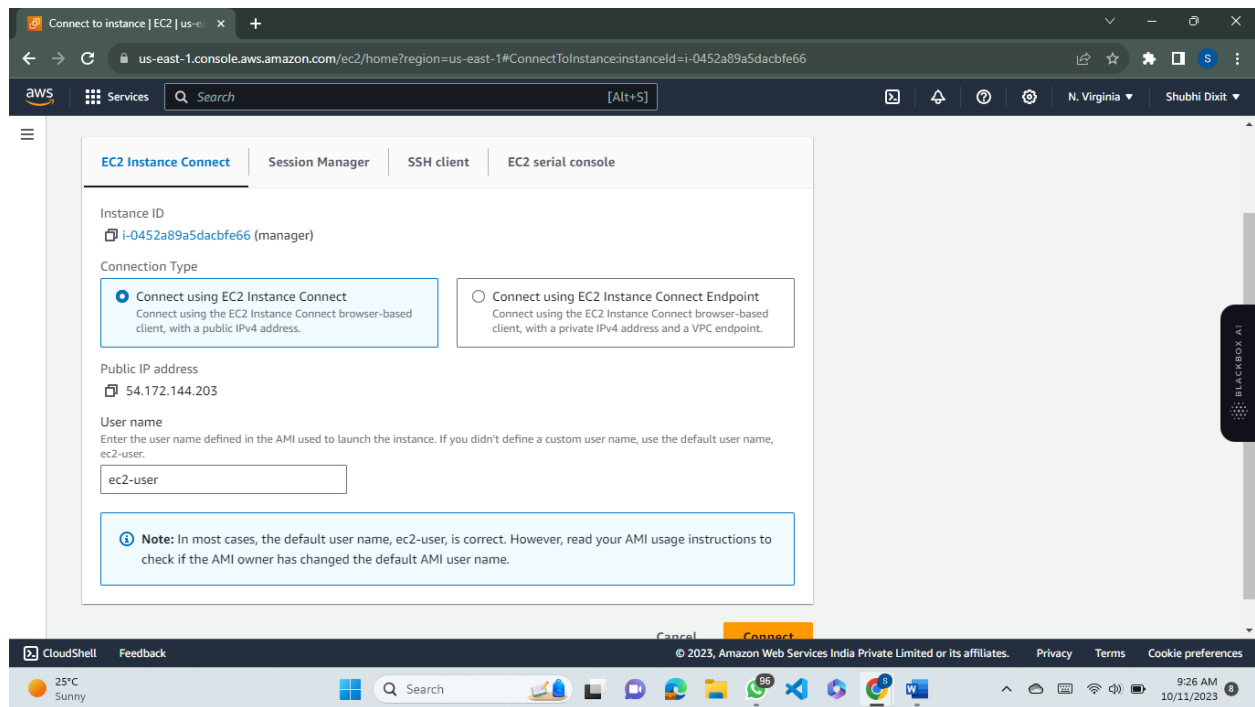 Connect to instance | EC2 | us-ea
us-east-1.console.aws.amazon.com/ec2/home?region=us-east-1#ConnectToInstance:instanceId=i-0452a89a5dacbfe66
S
aws
Services
Search
[Alt+S]
N. Virginia
Shubhi Dixit
EC2 Instance Connect
Session Manager
SSH client
EC2 serial console
Instance ID
i-0452a89a5dacbfe66 (manager)
Connection Type
Connect using EC2 Instance Connect
Connect using the EC2 Instance Connect browser-based
client, with a public IPv4 address.
Connect using EC2 Instance Connect Endpoint
Connect using the EC2 Instance Connect browser-based
client, with a private IPv4 address and a VPC endpoint.
Public IP address
54.172.144.203
User name
Enter the user name defined in the AMI used to launch the instance. If you didn't define a custom user name, use the default user name,
ec2-user.
ec2-user
Note: In most cases, the default user name, ec2-user, is correct. However, read your AMI usage instructions to
check if the AMI owner has changed the default AMI user name.
BLACKBOX AI
Cancel
Connect
CloudShell
Feedback
© 2023, Amazon Web Services India Private Limited or its affiliates.
Privacy
Terms
Cookie preferences
25°C
Sunny
Search
96
S
W
9:26 AM
10/11/2023
8